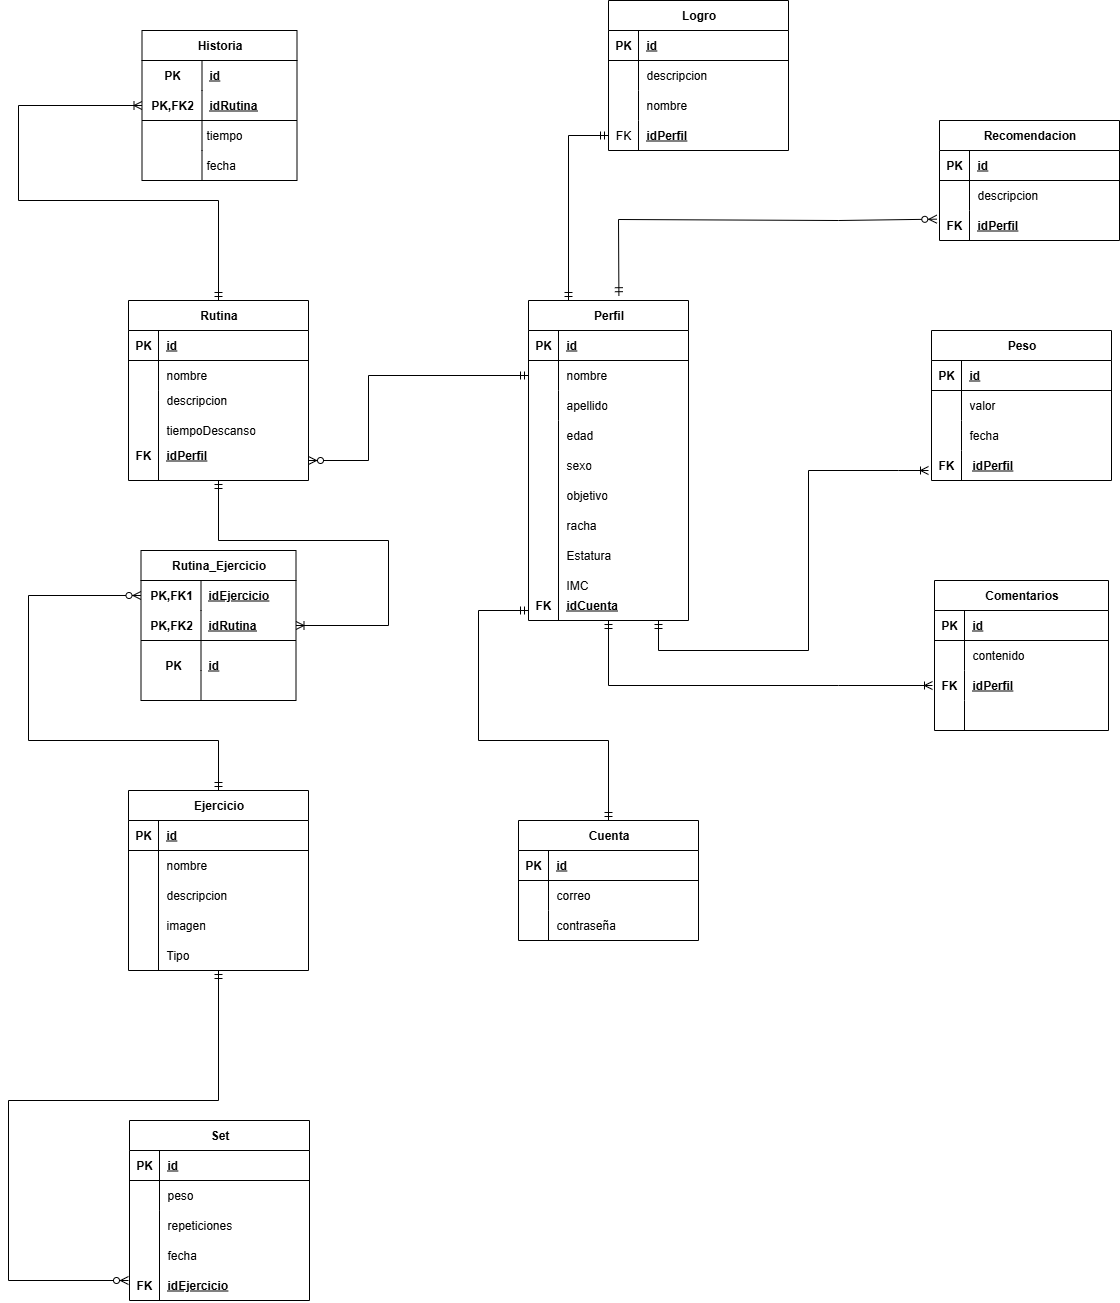 Logro
PK id
descripcion
nombre
FK idPerfil
Historia
PK id
PK,FK2 idRutina
tiempo
fecha
Recomendacion
PK id
descripcion
FK idPerfil
Rutina
PK id
nombre
descripcion
tiempoDescanso
FK idPerfil
Perfil
PK id
nombre
apellido
edad
sexo
objetivo
racha
Estatura
IMC
FK idCuenta
Peso
PK id
valor
fecha
FK idPerfil
Rutina_Ejercicio
PK,FK1 idEjercicio
PK,FK2 idRutina
PK id
Comentarios
PK id
contenido
FK idPerfil
Ejercicio
PK id
nombre
descripcion
imagen
Tipo
Cuenta
PK id
correo
contraseña
Set
PK id
peso
repeticiones
fecha
FK idEjercicio